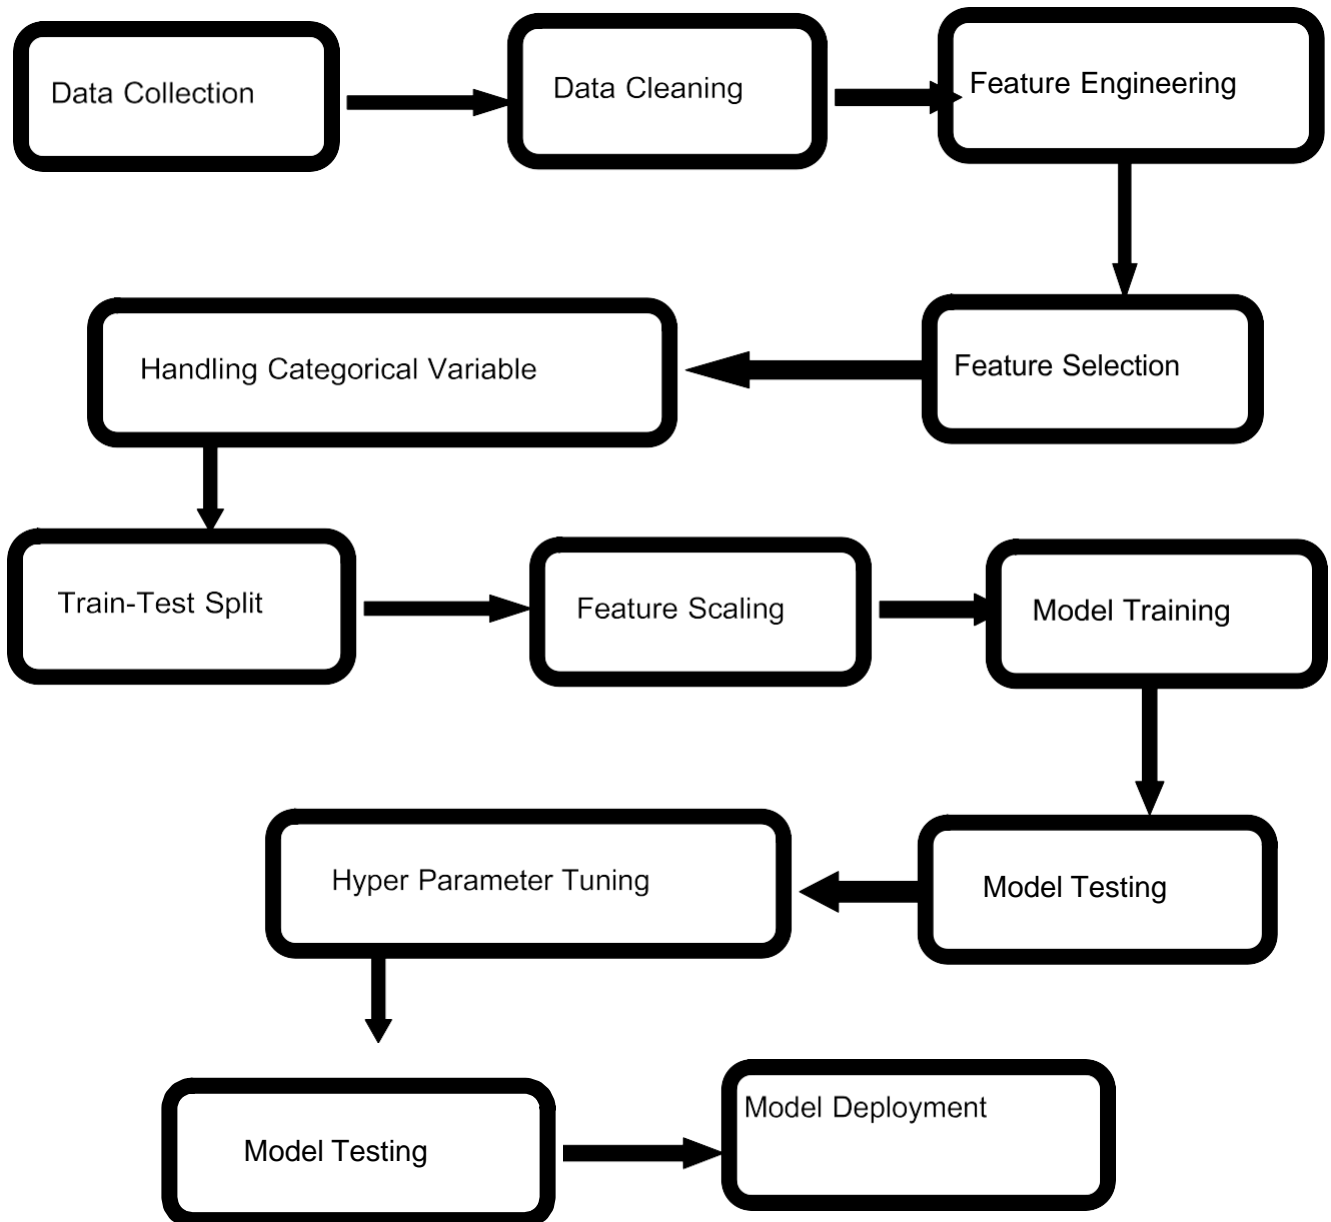 Data Collection
Data Cleaning
Feature Engineering
Feature Selection
Handling Categorical Variable
Train-Test Split
Feature Scaling
Model Training
Model Testing
Hyper Parameter Tuning
Model Testing
Model Deployment